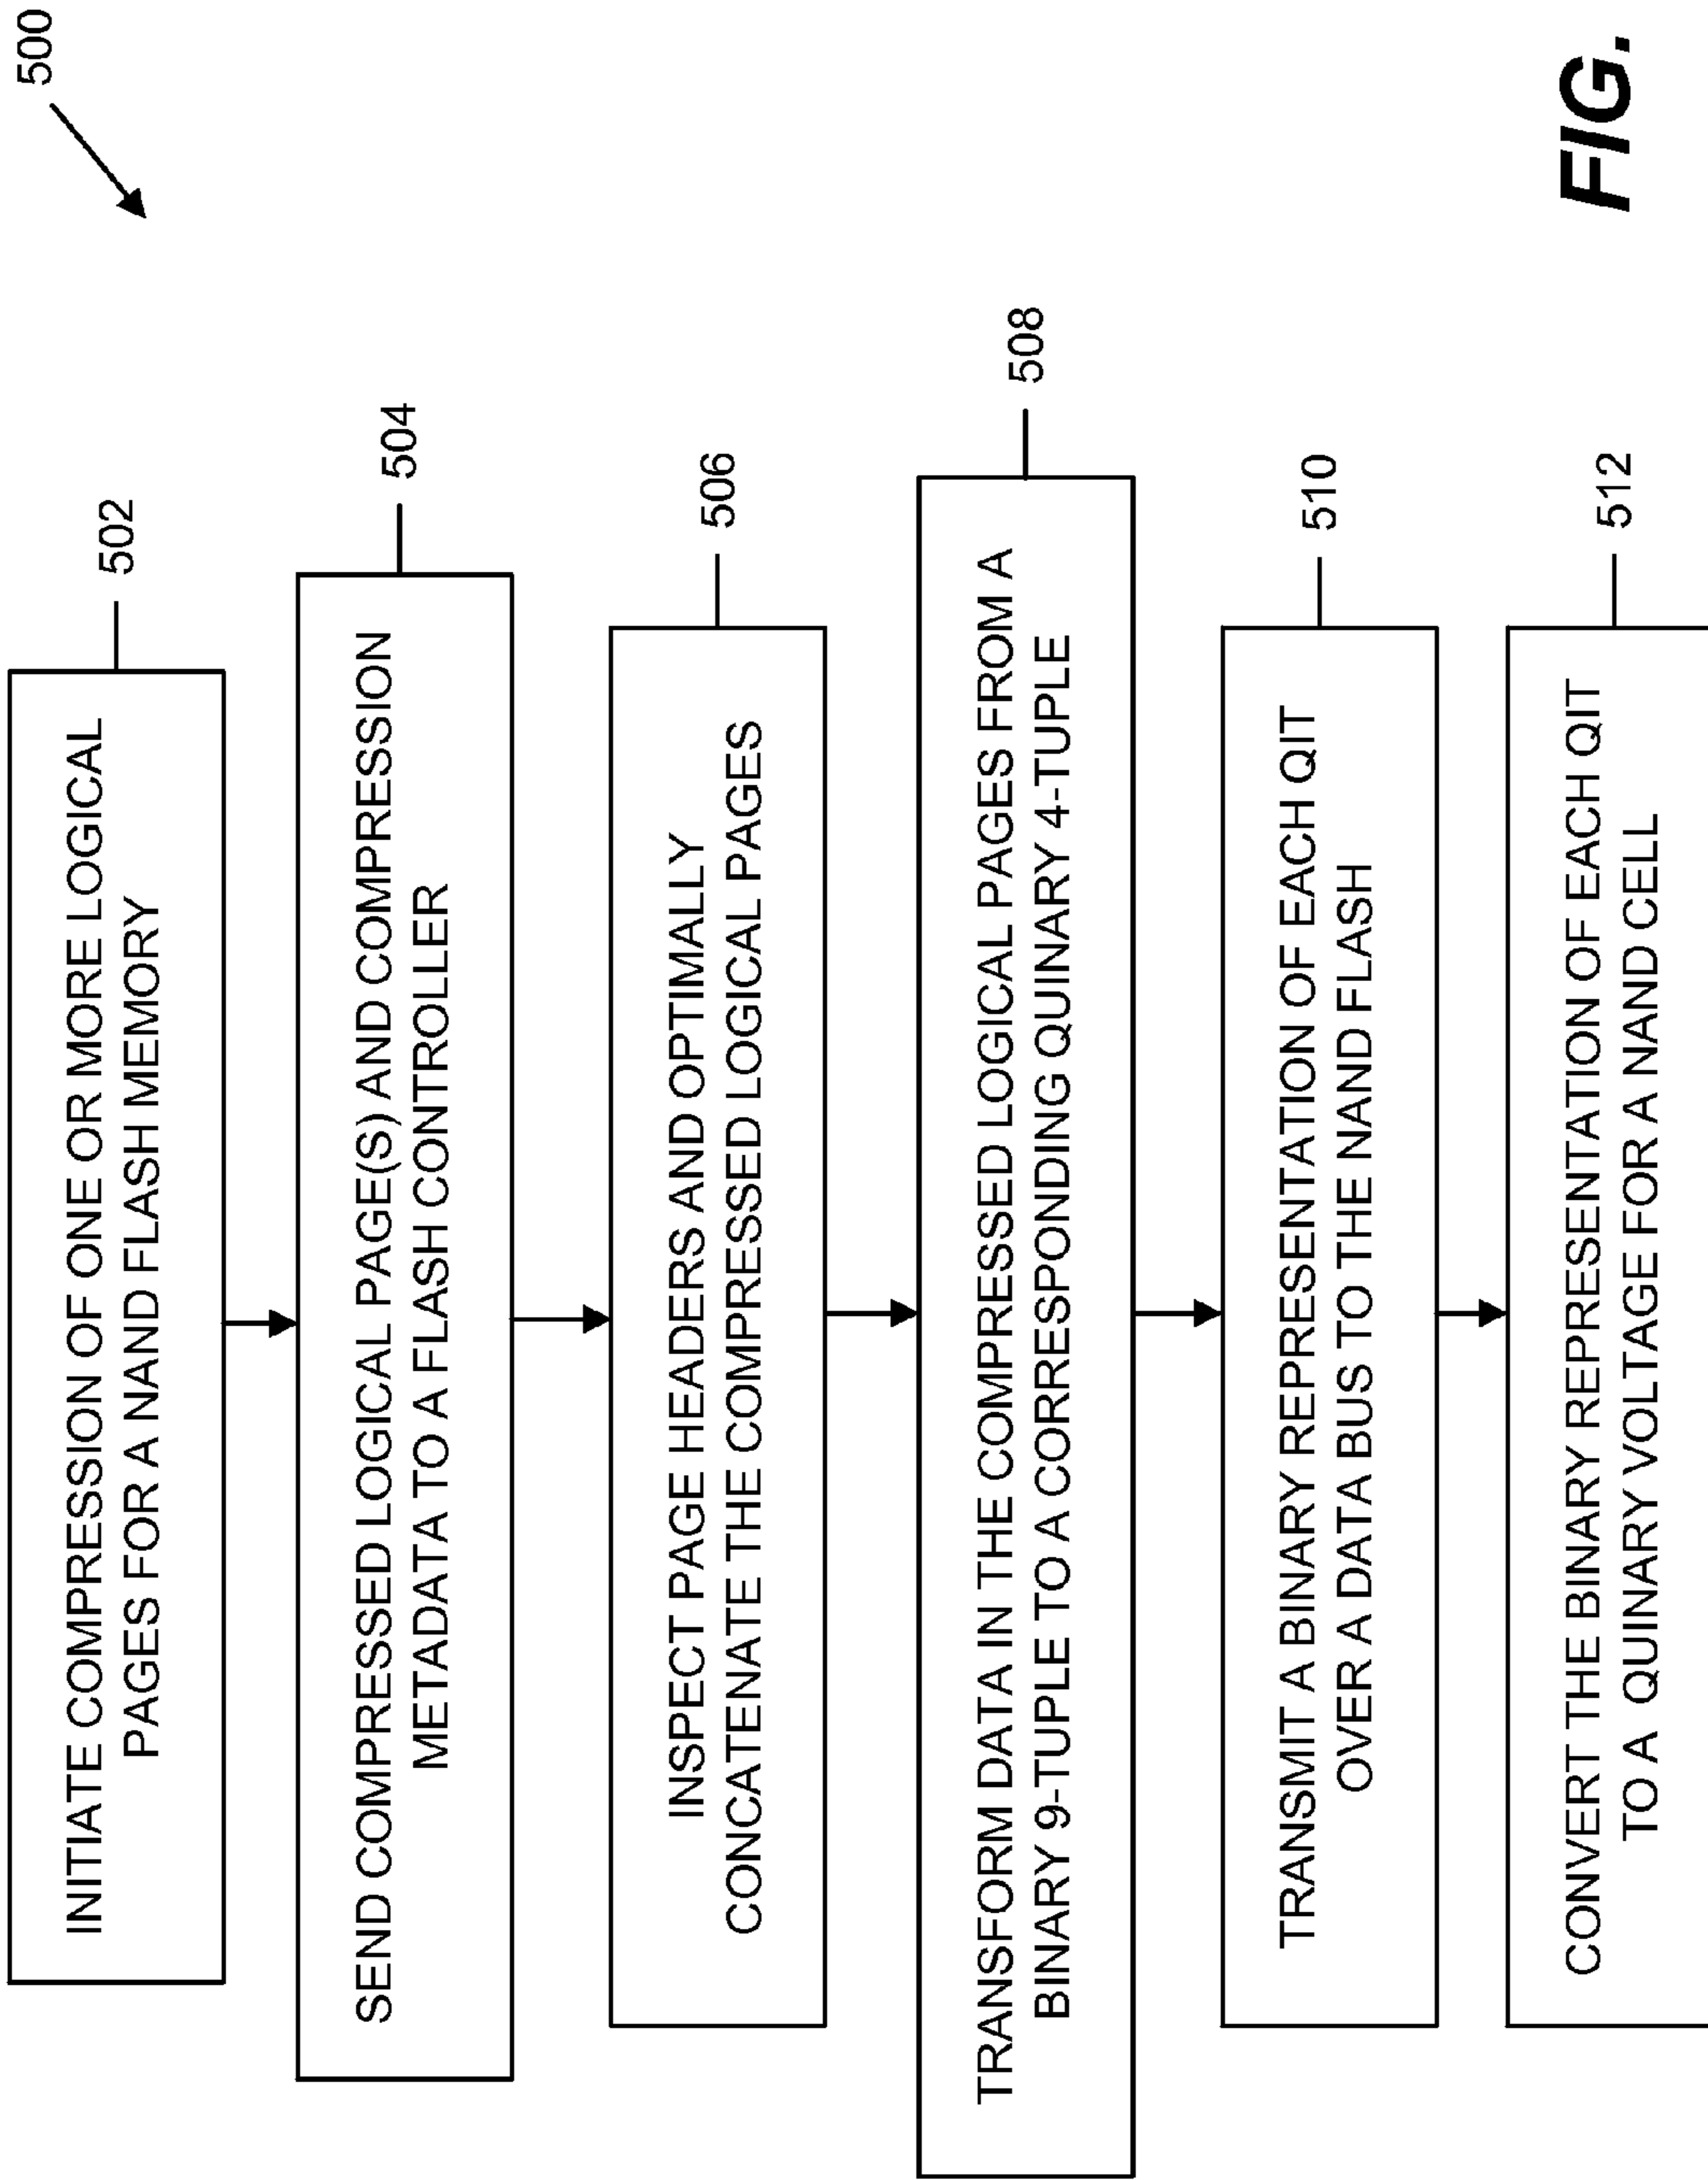 500
INITIATE COMPRESSION OF ONE OR MORE LOGICAL
PAGES FOR A NAND FLASH MEMORY
502
SEND COMPRESSED LOGICAL PAGE(S) AND COMPRESSION
METADATA TO A FLASH CONTROLLER
504
INSPECT PAGE HEADERS AND OPTIMALLY
CONCATENATE THE COMPRESSED LOGICAL PAGES
506
TRANSFORM DATA IN THE COMPRESSED LOGICAL PAGES FROM A
BINARY 9-TUPLE TO A CORRESPONDING QUINARY 4-TUPLE
508
TRANSMIT A BINARY REPRESENTATION OF EACH QIT
OVER A DATA BUS TO THE NAND FLASH
510
CONVERT THE BINARY REPRESENTATION OF EACH QIT
TO A QUINARY VOLTAGE FOR A NAND CELL
512
FIG.